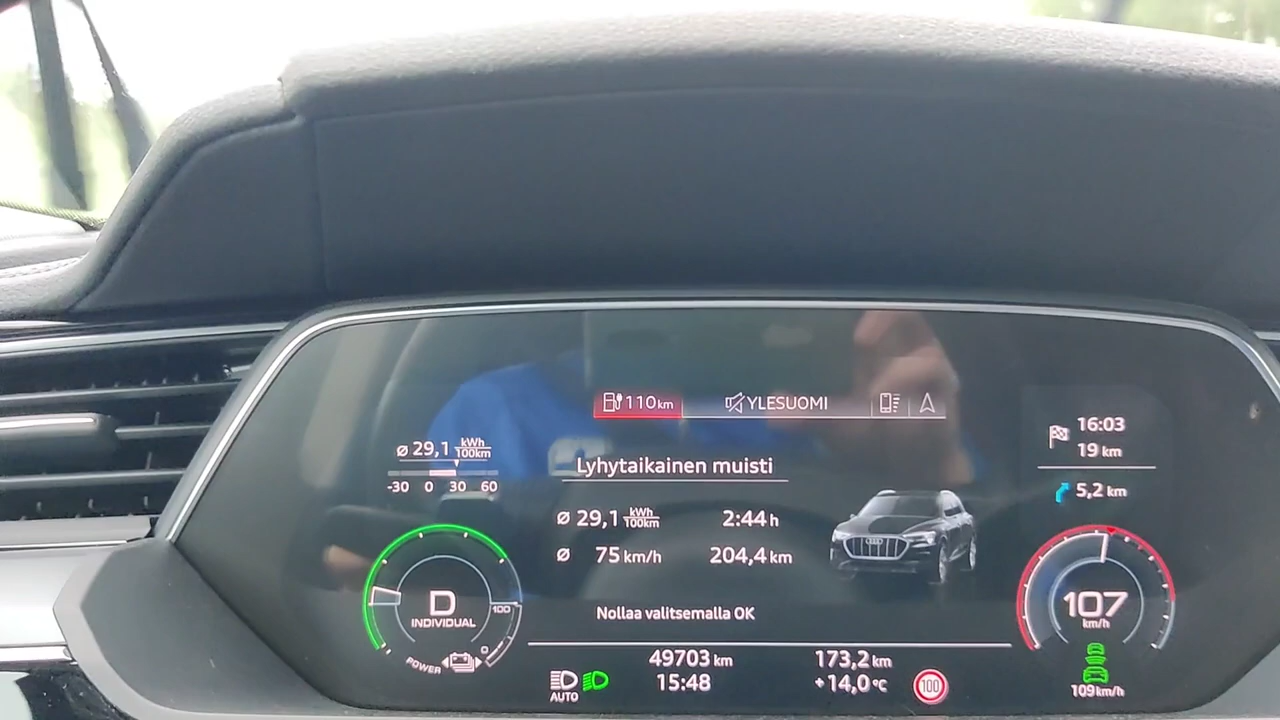 110 km YLESUOMI
ø 29,1 kWh/100km
-30 0 30 60
Lyhytaikainen muisti
ø 29,1 kWh/100km 2:44 h
ø 75 km/h 204,4 km
Nollaa valitsemalla OK
16:03
19 km
5,2 km
D
INDIVIDUAL
100
0
POWER
107
km/h
109 km/h
49703 km 173,2 km
15:48 +14,0 °C
AUTO
100